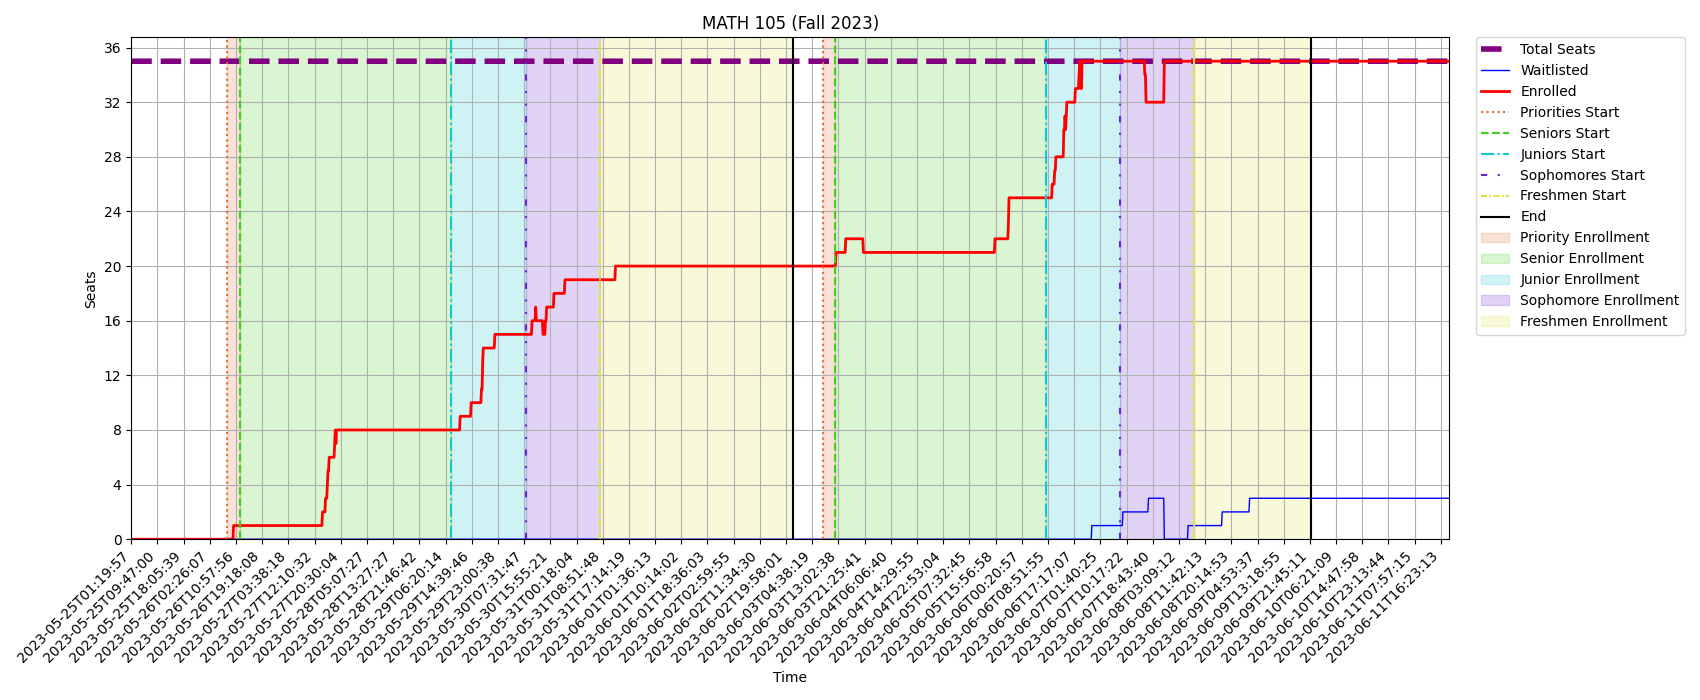 MATH 105 (Fall 2023)
36
32
28
24
20
16
12
8
4
0
Seats
2023-05-25T01:19:57
2023-05-25T09:47:00
2023-05-25T18:05:39
2023-05-26T02:26:07
2023-05-26T10:57:56
2023-05-26T19:18:08
2023-05-27T03:38:19
2023-05-27T12:10:32
2023-05-27T20:30:04
2023-05-28T05:07:27
2023-05-28T13:27:27
2023-05-28T21:46:42
2023-05-29T06:20:14
2023-05-29T14:39:46
2023-05-29T23:00:38
2023-05-30T07:31:47
2023-05-30T15:55:21
2023-05-31T00:18:04
2023-05-31T08:51:48
2023-05-31T17:14:19
2023-06-01T01:36:13
2023-06-01T10:14:02
2023-06-01T18:36:03
2023-06-02T02:59:55
2023-06-02T11:34:30
2023-06-02T19:58:01
2023-06-03T04:38:19
2023-06-03T13:02:38
2023-06-03T21:25:41
2023-06-04T06:06:40
2023-06-04T14:29:55
2023-06-04T22:53:04
2023-06-05T07:32:45
2023-06-05T15:56:58
2023-06-06T00:20:57
2023-06-06T08:51:55
2023-06-06T17:17:07
2023-06-07T01:40:25
2023-06-07T10:17:22
2023-06-07T18:43:40
2023-06-08T03:09:12
2023-06-08T11:42:13
2023-06-08T20:14:53
2023-06-09T04:53:37
2023-06-09T13:18:55
2023-06-09T21:45:11
2023-06-10T06:21:09
2023-06-10T14:47:58
2023-06-10T23:13:44
2023-06-11T07:57:15
2023-06-11T16:23:13
Time
Total Seats
Waitlisted
Enrolled
Priorities Start
Seniors Start
Juniors Start
Sophomores Start
Freshmen Start
End
Priority Enrollment
Senior Enrollment
Junior Enrollment
Sophomore Enrollment
Freshmen Enrollment